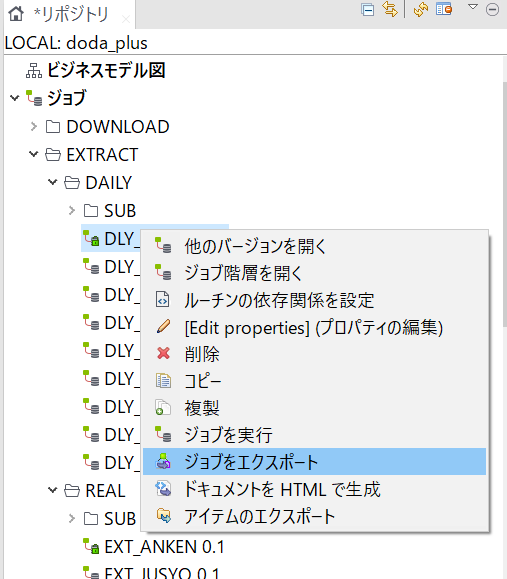 *リポジトリ
LOCAL: doda_plus
ビジネスモデル図
ジョブ
DOWNLOAD
EXTRACT
DAILY
SUB
DLY_
他のバージョンを開く
DLY_
ジョブ階層を開く
DLY_
ルーチンの依存関係を設定
DLY_
[Edit properties] (プロパティの編集)
DLY_
削除
DLY_
コピー
DLY_
複製
DLY_
ジョブを実行
DLY_
ジョブをエクスポート
REAL
ドキュメントを HTML で生成
SUB
アイテムのエクスポート
EXT_ANKEN 0.1
EXT_JUSYO 0.1